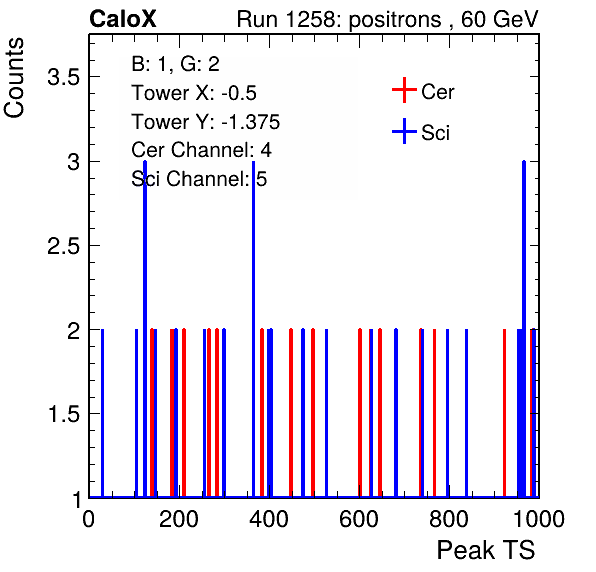 CaloX Run 1258: positrons , 60 GeV
Counts
B: 1, G: 2
Tower X: -0.5
Tower Y: -1.375
Cer Channel: 4
Sci Channel: 5
Cer
Sci
3.5
3
2.5
2
1.5
1
0 200 400 600 800 1000
Peak TS